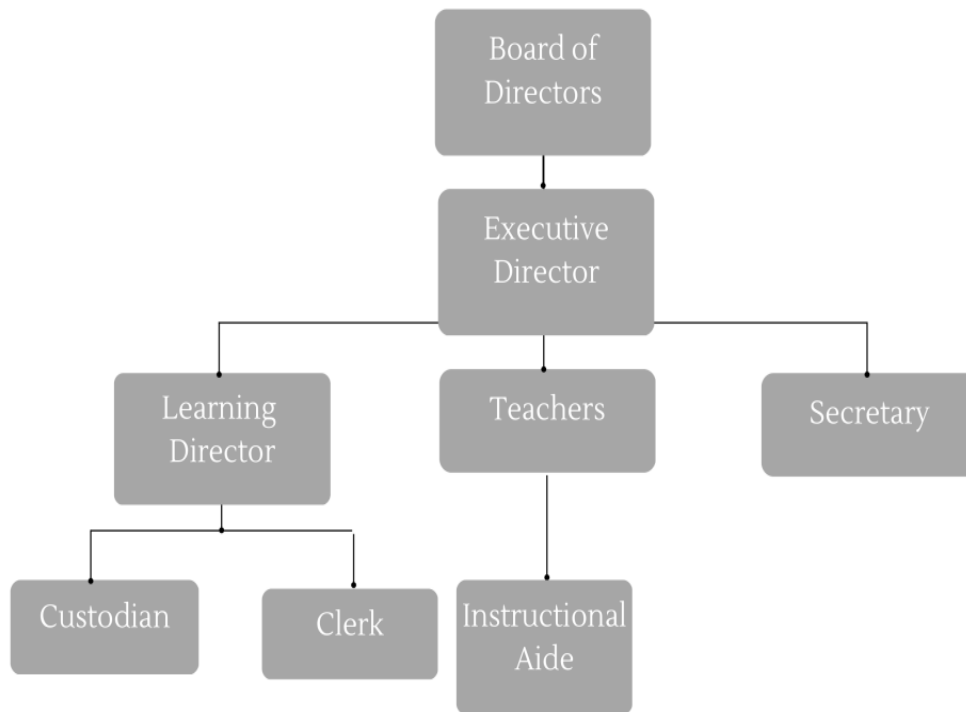 Board of
Directors
Executive
Director
Learning
Director
Teachers
Secretary
Custodian
Clerk
Instructional
Aide